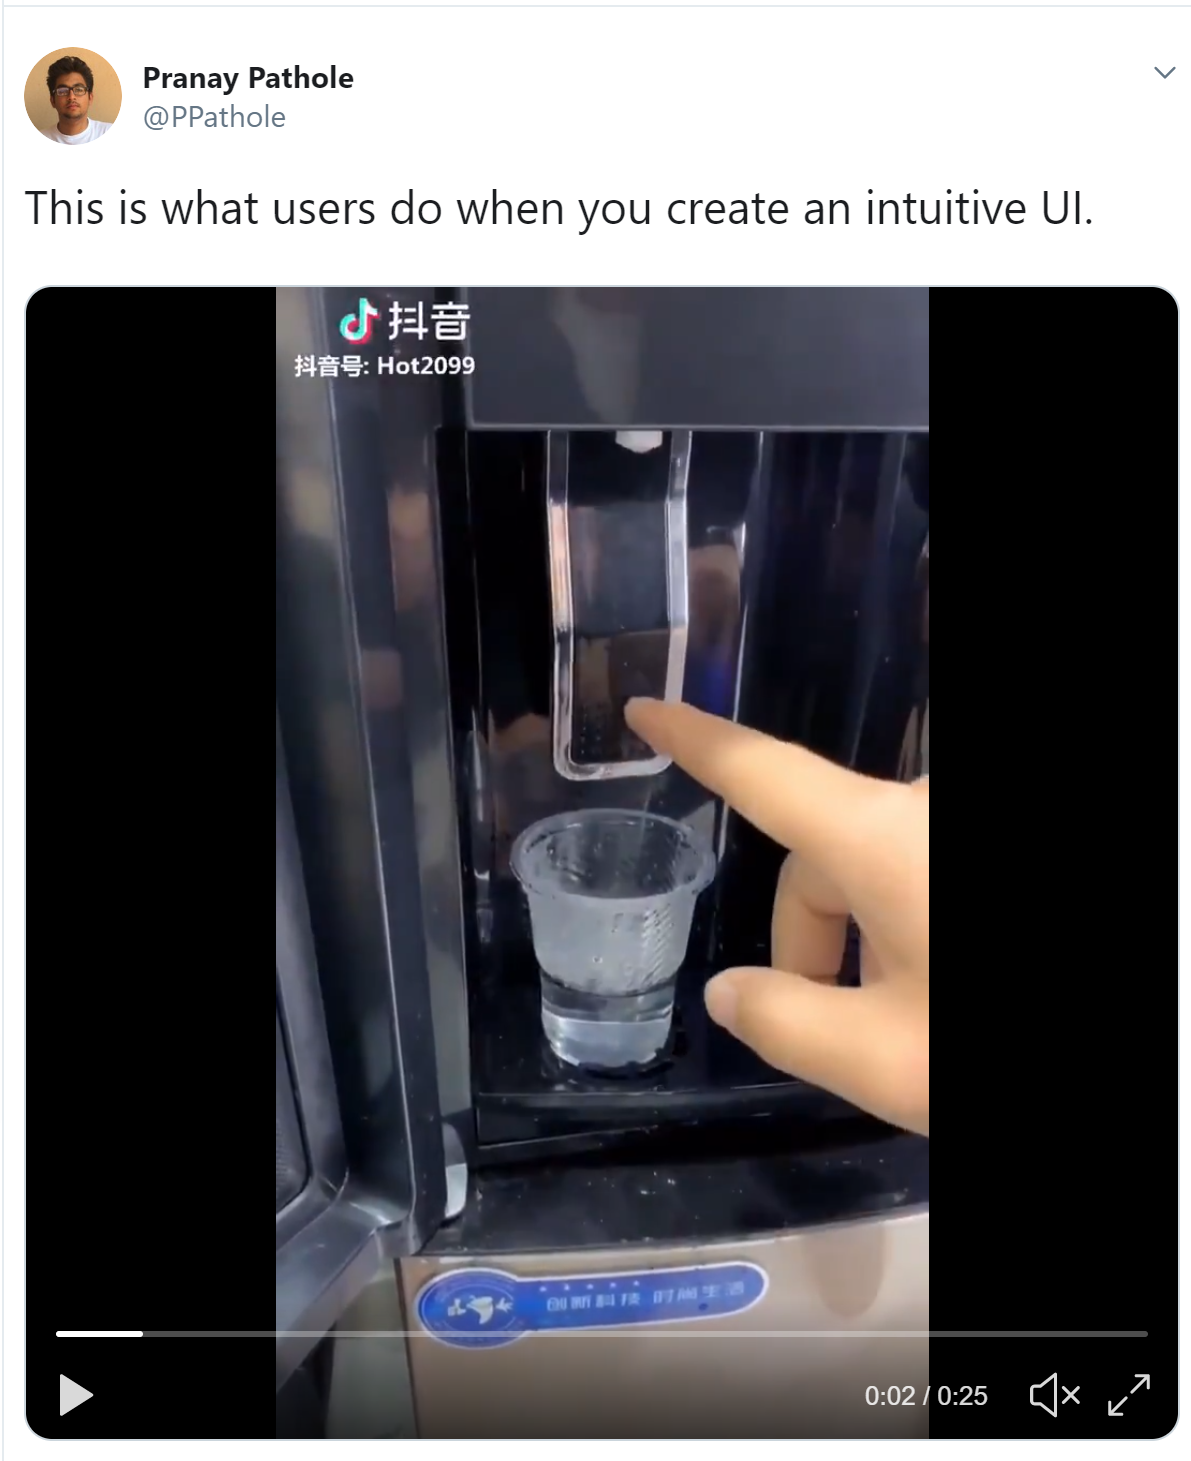 Pranay Pathole
@PPathole
This is what users do when you create an intuitive UI.
抖音
抖音号: Hot2099
创新科技 时尚生活
0:02 / 0:25